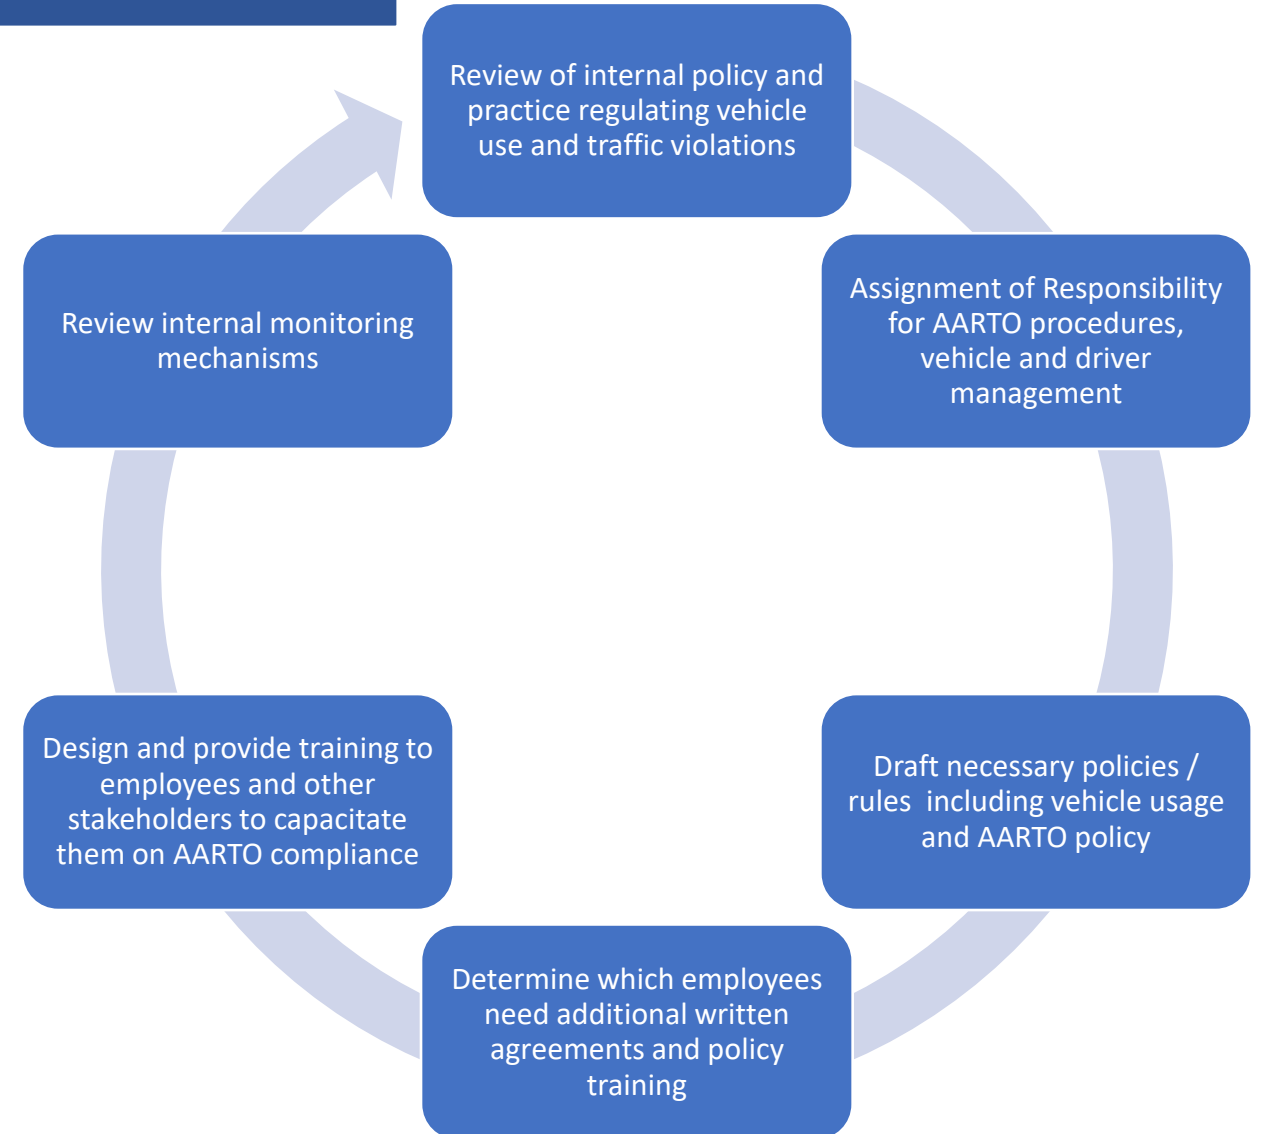 Review of internal policy and
practice regulating vehicle
use and traffic violations
Assignment of Responsibility
for AARTO procedures,
vehicle and driver
management
Draft necessary policies /
rules  including vehicle usage
and AARTO policy
Determine which employees
need additional written
agreements and policy
training
Design and provide training to
employees and other
stakeholders to capacitate
them on AARTO compliance
Review internal monitoring
mechanisms